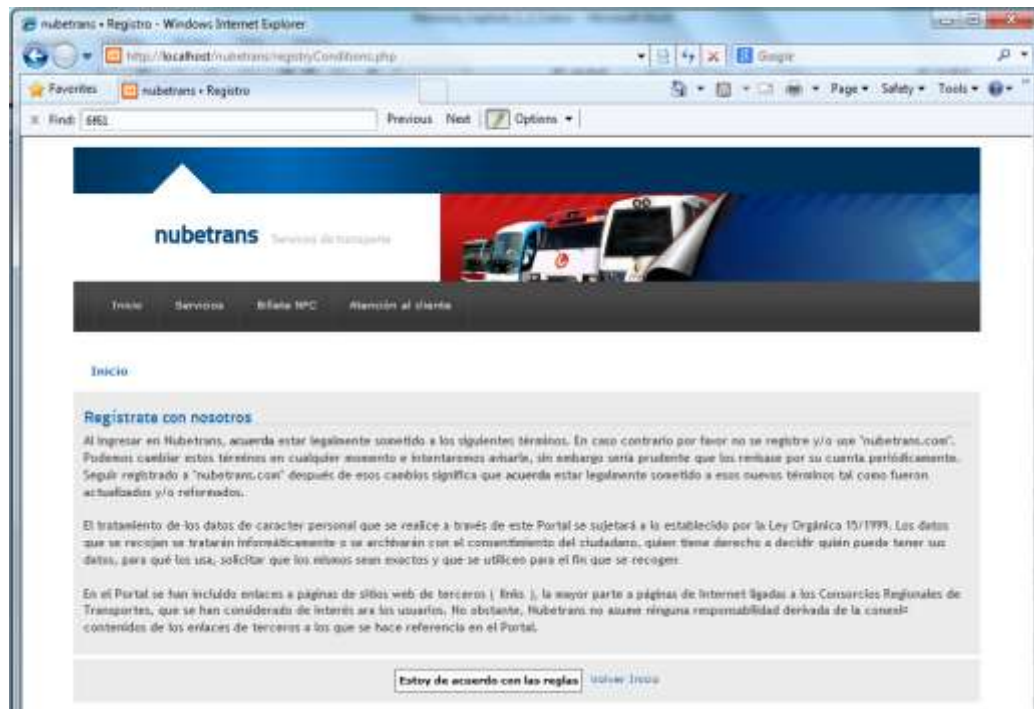 nubetrans • Registro - Windows Internet Explorer
http://localhost/nubetrans/registryConditions.php
Google
Favorites nubetrans • Registro
Page Safety Tools
Find: 6f61 Previous Next Options
nubetrans Servicios de transporte
Inicio Servicios Billete NFC Atención al cliente
Inicio
Regístrate con nosotros
Al ingresar en Nubetrans, acuerda estar legalmente sometido a los siguientes términos. En caso contrario por favor no se registre y/o use "nubetrans.com".
Podemos cambiar estos términos en cualquier momento e intentaremos avisarle, sin embargo sería prudente que los revisase por su cuenta periódicamente.
Seguir registrado a "nubetrans.com" después de esos cambios significa que acuerda estar legalmente sometido a esos nuevos términos tal como fueron
actualizados y/o reformados.
El tratamiento de los datos de caracter personal que se realice a través de este Portal se sujetará a lo establecido por la Ley Orgánica 15/1999. Los datos
que se recojan se tratarán informáticamente o se archivarán con el consentimiento del ciudadano, quien tiene derecho a decidir quién puede tener sus
datos, para qué los usa, solicitar que los mismos sean exactos y que se utilicen para el fin que se recogen
En el Portal se han incluido enlaces a páginas de sitios web de terceros ( links ), la mayor parte a páginas de Internet ligadas a los Consorcios Regionales de
Transportes, que se han considerado de interés ara los usuarios. No obstante, Nubetrans no asume ninguna responsabilidad derivada de la
contenidos de los enlaces de terceros a los que se hace referencia en el Portal.
Estoy de acuerdo con las reglas Volver Inicio